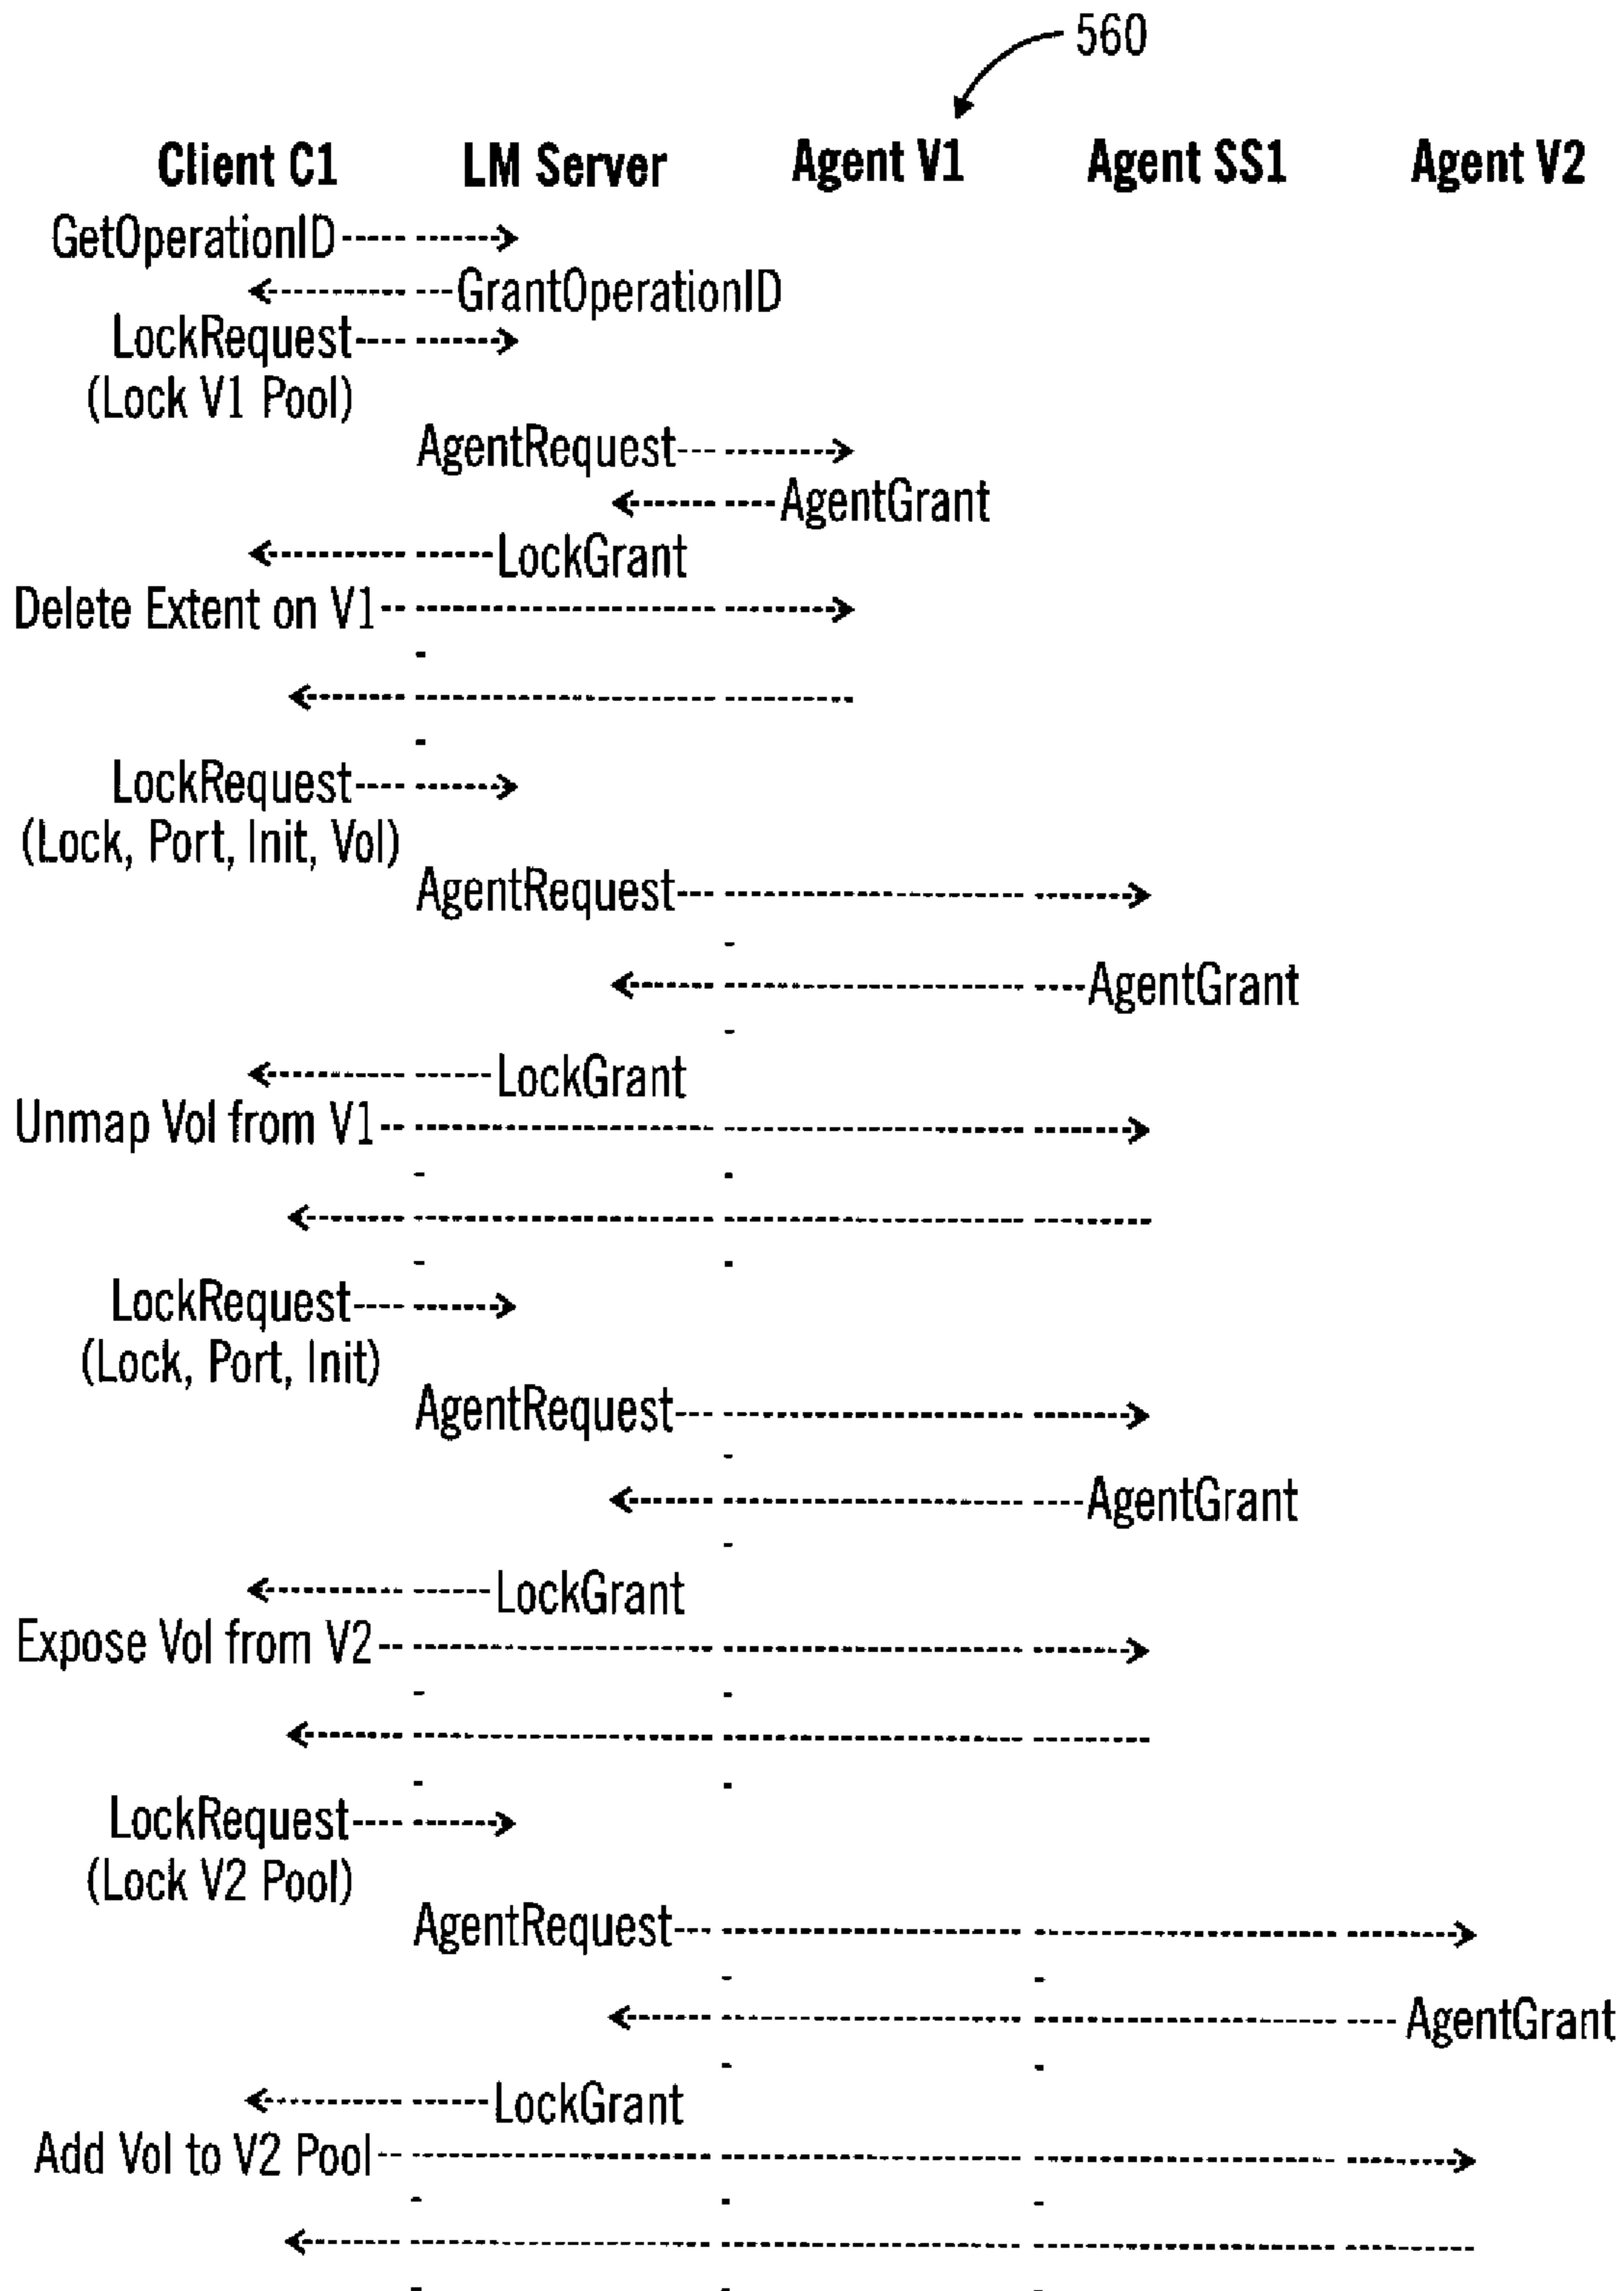 560
Client C1 LM Server Agent V1 Agent SS1 Agent V2
GetOperationID
GrantOperationID
LockRequest
(Lock V1 Pool)
AgentRequest
AgentGrant
LockGrant
Delete Extent on V1
LockRequest
(Lock, Port, Init, Vol)
AgentRequest
AgentGrant
LockGrant
Unmap Vol from V1
LockRequest
(Lock, Port, Init)
AgentRequest
AgentGrant
LockGrant
Expose Vol from V2
LockRequest
(Lock V2 Pool)
AgentRequest
AgentGrant
LockGrant
Add Vol to V2 Pool